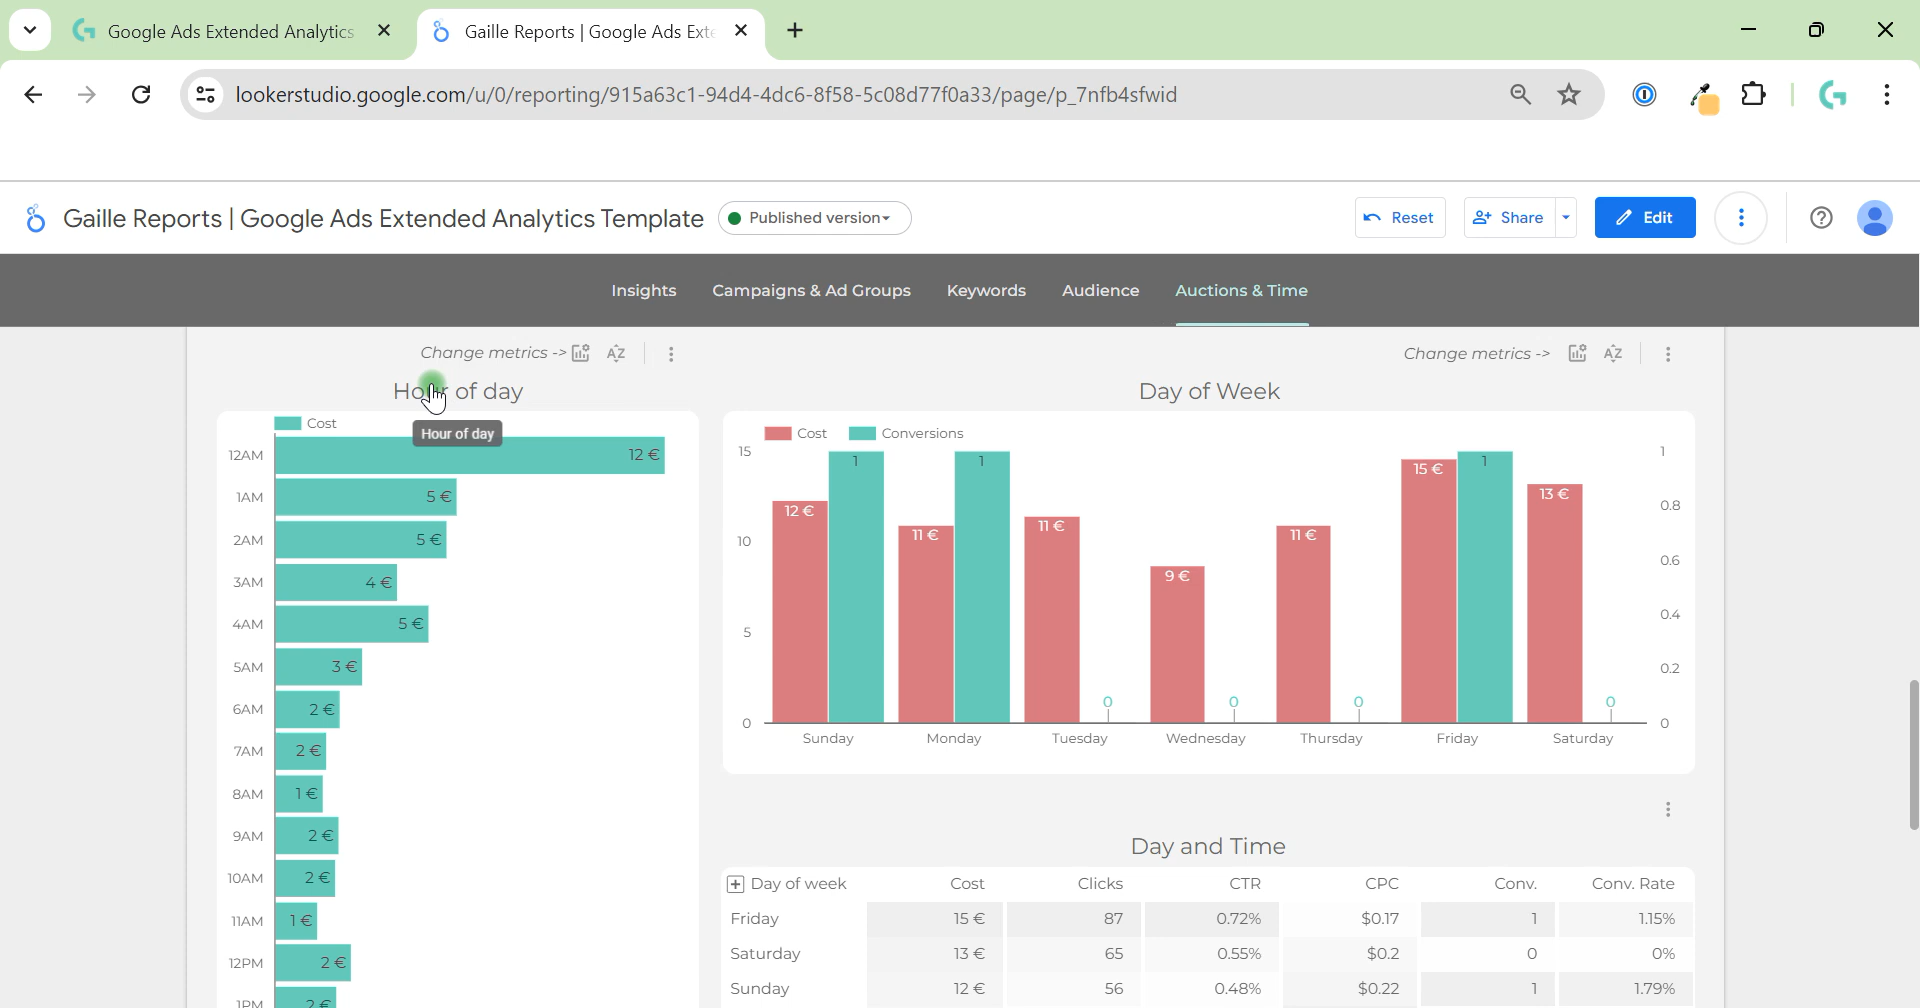 Google Ads Extended Analytics
Gaille Reports | Google Ads Exte
lookerstudio.google.com/u/0/reporting/915a63c1-94d4-4dc6-8f58-5c08d77f0a33/page/p_7nfb4sfwid
Gaille Reports | Google Ads Extended Analytics Template
Published version
Reset
Share
Edit
Insights
Campaigns & Ad Groups
Keywords
Audience
Auctions & Time
Change metrics ->
Hour of day
Hour of day
Cost
12AM 12 €
1AM 5 €
2AM 5 €
3AM 4 €
4AM 5 €
5AM 3 €
6AM 2 €
7AM 2 €
8AM 1 €
9AM 2 €
10AM 2 €
11AM 1 €
12PM 2 €
1PM 2 €
Change metrics ->
Day of Week
Cost Conversions
15
10
5
0
12 € 1 11 € 1 11 € 0 9 € 0 11 € 0 15 € 1 13 € 0
1
0.8
0.6
0.4
0.2
0
Sunday Monday Tuesday Wednesday Thursday Friday Saturday
Day and Time
Day of week Cost Clicks CTR CPC Conv. Conv. Rate
Friday 15 € 87 0.72% $0.17 1 1.15%
Saturday 13 € 65 0.55% $0.2 0 0%
Sunday 12 € 56 0.48% $0.22 1 1.79%